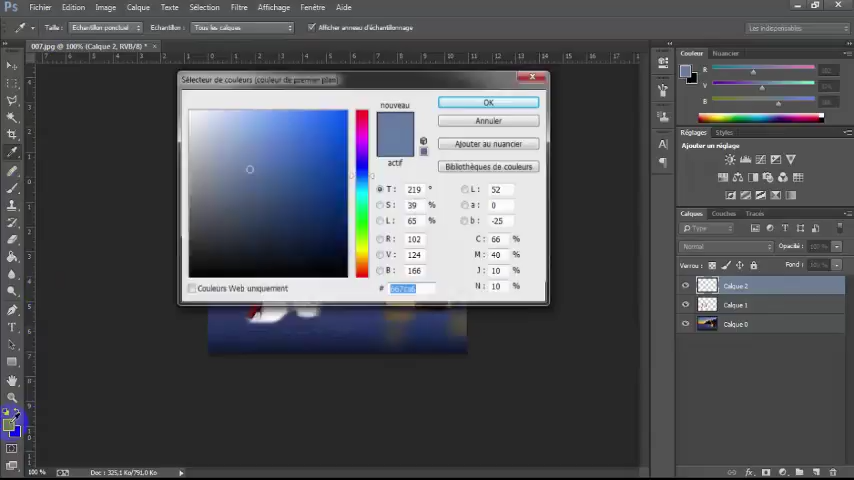 Ps Fichier Edition Image Calque Texte Sélection Filtre Affichage Fenêtre Aide
Taille : Echantillon ponctuel Echantillon : Tous les calques Afficher anneau d'échantillonnage Les indispensables
007.jpg @ 100% (Calque 2, RVB/8) *
Sélecteur de couleurs (couleur de premier plan)
nouveau
actif
OK
Annuler
Ajouter au nuancier
Bibliothèques de couleurs
T : 219 °
S : 39 %
L : 65 %
R : 102
V : 124
B : 166
# 667ca6
L : 52
a : 0
b : -25
C : 66 %
M : 40 %
J : 10 %
N : 10 %
Couleurs Web uniquement
Couleur Nuancier
R
V
B
Réglages Styles
Ajouter un réglage
Calques Couches Tracés
Type
Normal Opacité :
Verrou : Fond :
Calque 2
Calque 1
Calque 0
100 % Doc : 325,1 Ko/791,0 Ko